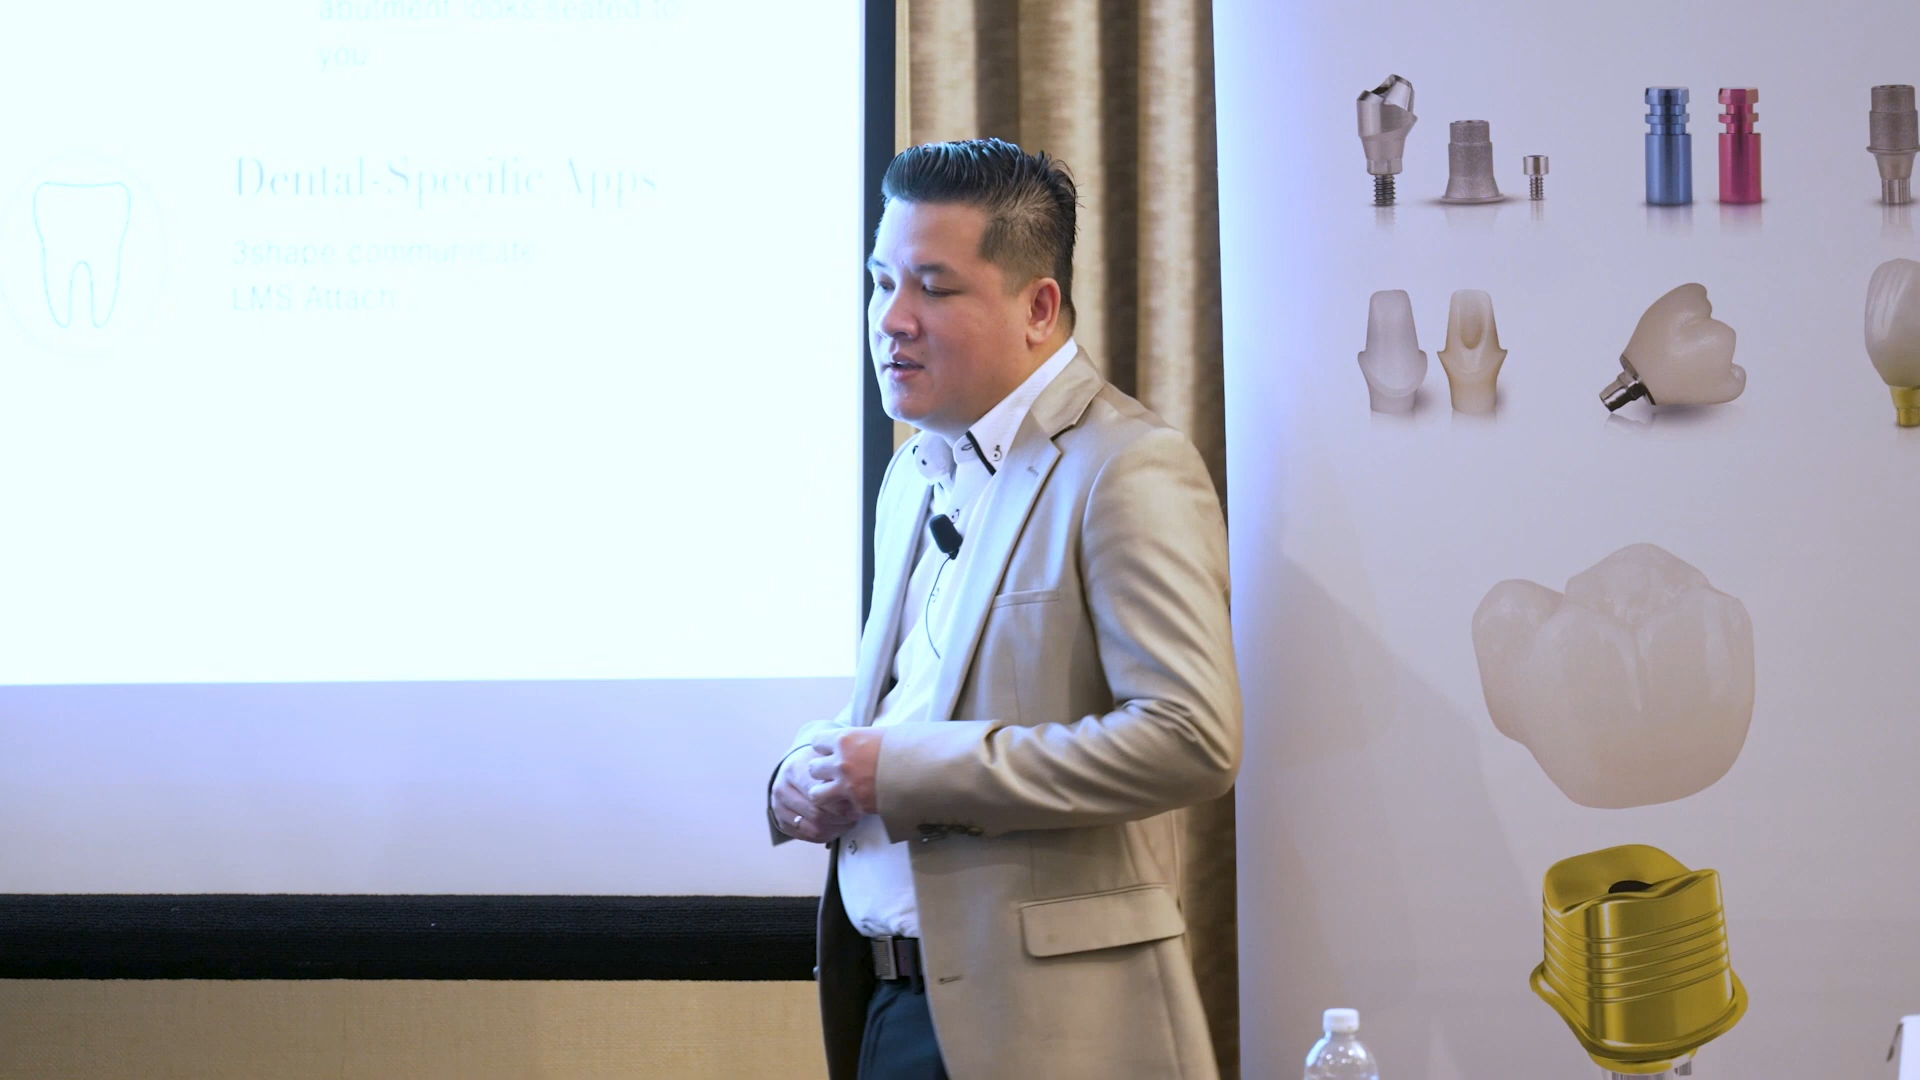 abutment looks seated to
you
Dental-Specific Apps
3shape communicate
LMS Attach